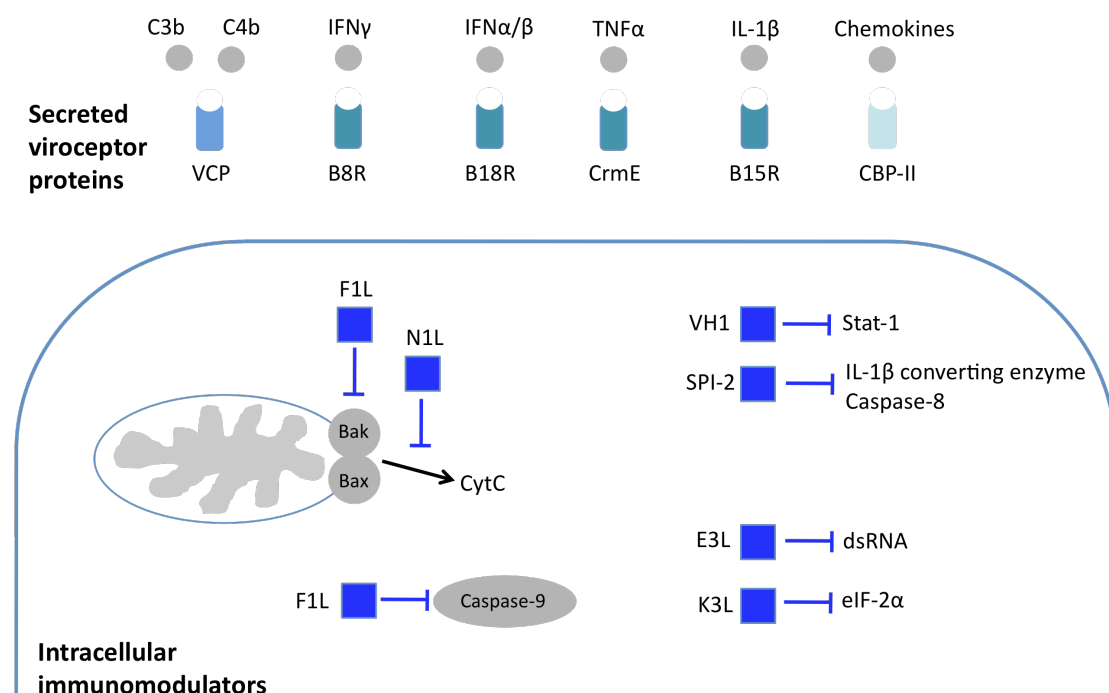 C3b
C4b
IFNγ
IFNα/β
TNFα
IL-1β
Chemokines
Secreted
viroceptor
proteins
VCP
B8R
B18R
CrmE
B15R
CBP-II
F1L
N1L
VH1
Stat-1
SPI-2
IL-1β converting enzyme
Caspase-8
Bak
Bax
CytC
E3L
dsRNA
F1L
Caspase-9
K3L
eIF-2α
Intracellular
immunomodulators